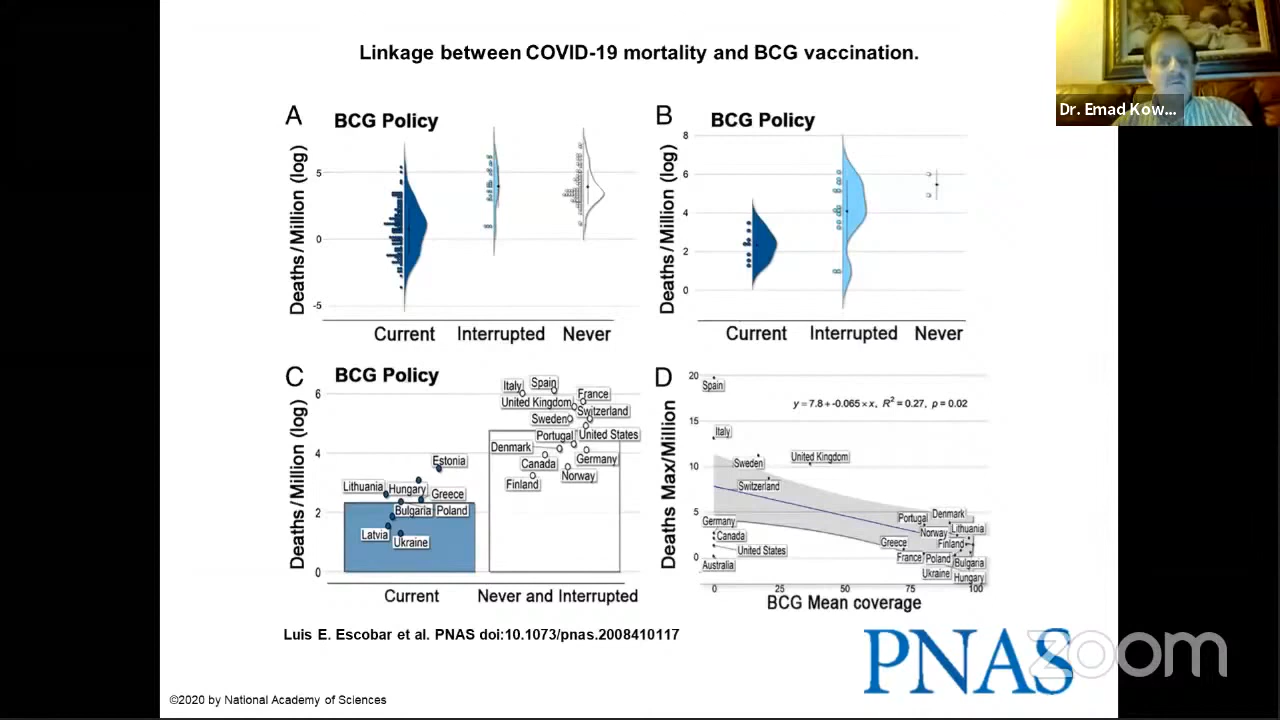 Linkage between COVID-19 mortality and BCG vaccination.
Dr. Emad Kow...
A
BCG Policy
Deaths/Million (log)
5
0
-5
Current
Interrupted
Never
B
BCG Policy
Deaths/Million (log)
8
6
4
2
0
Current
Interrupted
Never
C
BCG Policy
Deaths/Million (log)
6
4
2
0
Italy
Spain
France
United Kingdom
Switzerland
Sweden
Portugal
United States
Denmark
Canada
Germany
Finland
Norway
Estonia
Lithuania
Hungary
Greece
Bulgaria
Poland
Latvia
Ukraine
Current
Never and Interrupted
D
Deaths Max/Million
20
15
10
5
0
y = 7.8 + -0.065 × x, R² = 0.27, p = 0.02
Spain
Italy
Sweden
United Kingdom
Switzerland
Germany
Canada
United States
Australia
Portugal
Denmark
Norway
Lithuania
Greece
Finland
France
Poland
Bulgaria
Ukraine
Hungary
0
25
50
75
100
BCG Mean coverage
Luis E. Escobar et al. PNAS doi:10.1073/pnas.2008410117
PNAS
zoom
©2020 by National Academy of Sciences